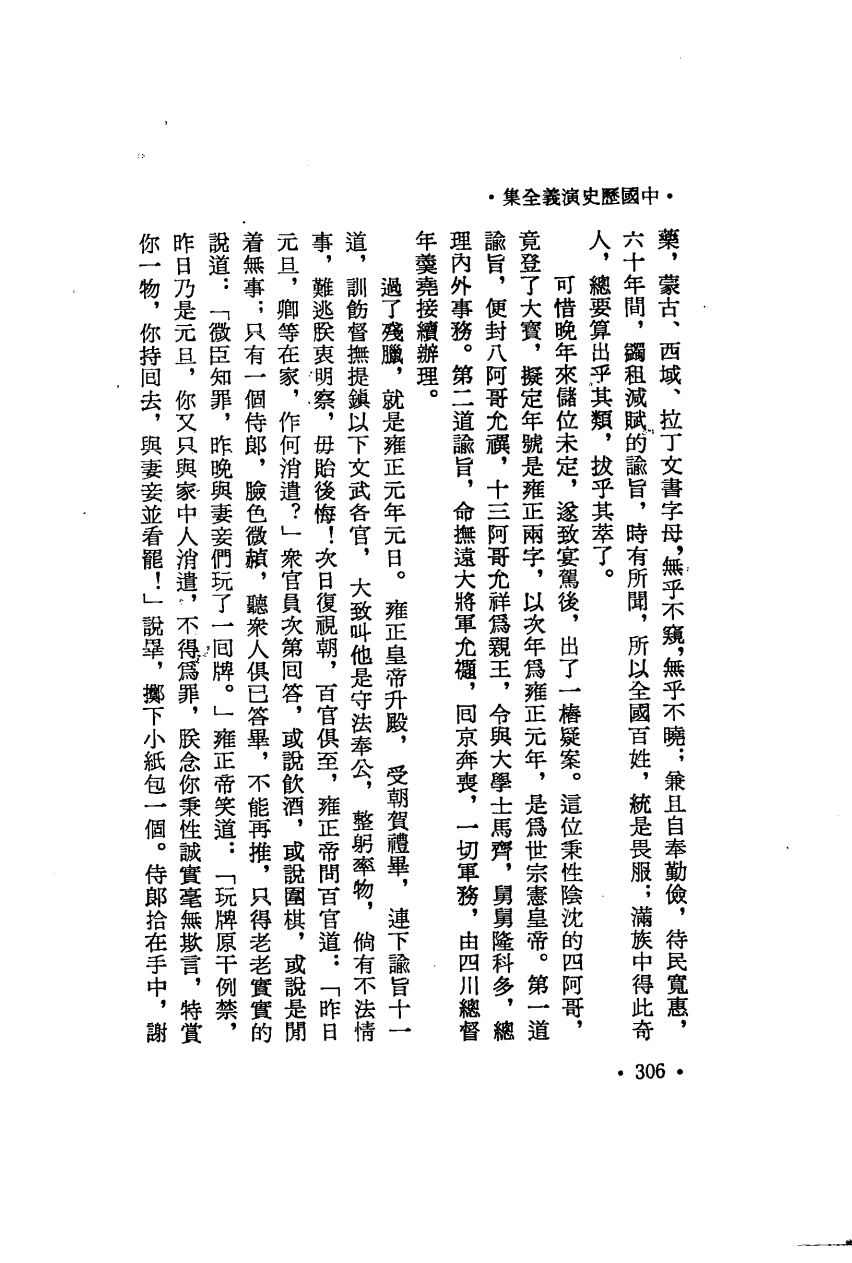 •中國歷史演義全集•
藥，蒙古、西域、拉丁文書字母，無乎不窺，無乎不曉；兼且自奉勤儉，待民寬惠，
六十年間，蠲租減賦的諭旨，時有所聞，所以全國百姓，統是畏服；滿族中得此奇
人，總要算出乎其類，拔乎其萃了。
可惜晚年來儲位未定，遂致宴駕後，出了一樁疑案。這位秉性陰沈的四阿哥，
竟登了大寶，擬定年號是雍正兩字，以次年爲雍正元年，是爲世宗憲皇帝。第一道
諭旨，便封八阿哥允禩，十三阿哥允祥爲親王，令與大學士馬齊，舅舅隆科多，總
理內外事務。第二道諭旨，命撫遠大將軍允禵，回京奔喪，一切軍務，由四川總督
年羹堯接續辦理。
過了殘臘，就是雍正元年元日。雍正皇帝升殿，受朝賀禮畢，連下諭旨十一
道，訓飭督撫提鎭以下文武各官，大致叫他是守法奉公，整躬率物，倘有不法情
事，難逃朕衷明察，毋貽後悔！次日復視朝，百官俱至，雍正帝問百官道：「昨日
元旦，卿等在家，作何消遣？」衆官員次第回答，或說飲酒，或說圍棋，或說是閒
着無事；只有一個侍郎，臉色微赬，聽衆人俱已答畢，不能再推，只得老老實實的
說道：「微臣知罪，昨晚與妻妾們玩了一回牌。」雍正帝笑道：「玩牌原干例禁，
昨日乃是元旦，你又只與家中人消遣，不得爲罪，朕念你秉性誠實毫無欺言，特賞
你一物，你持回去，與妻妾並看罷！」說畢，擲下小紙包一個。侍郎拾在手中，謝
•306•